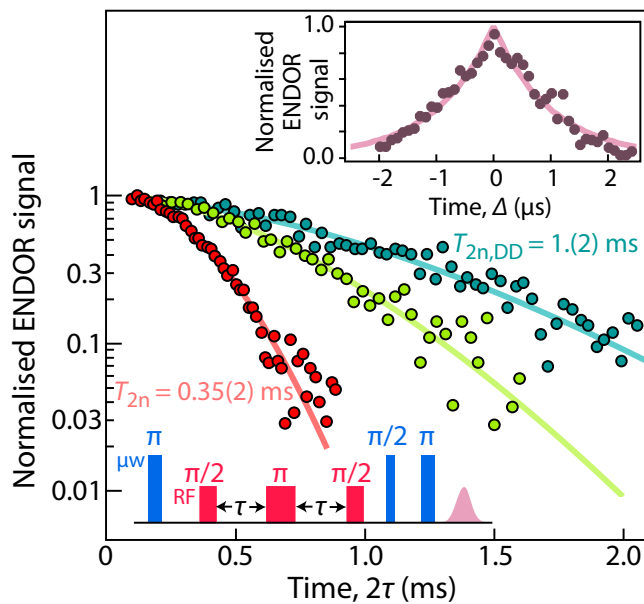 1.0
0.0
Normalised
ENDOR
signal
-2 -1 0 1 2
Time, Δ (μs)
Normalised ENDOR signal
1
0.3
0.1
0.03
0.01
T2n,DD = 1.(2) ms
T2n = 0.35(2) ms
π π/2 π
μw
π/2 π π/2
RF
τ τ
0 0.5 1.0 1.5 2.0
Time, 2τ (ms)